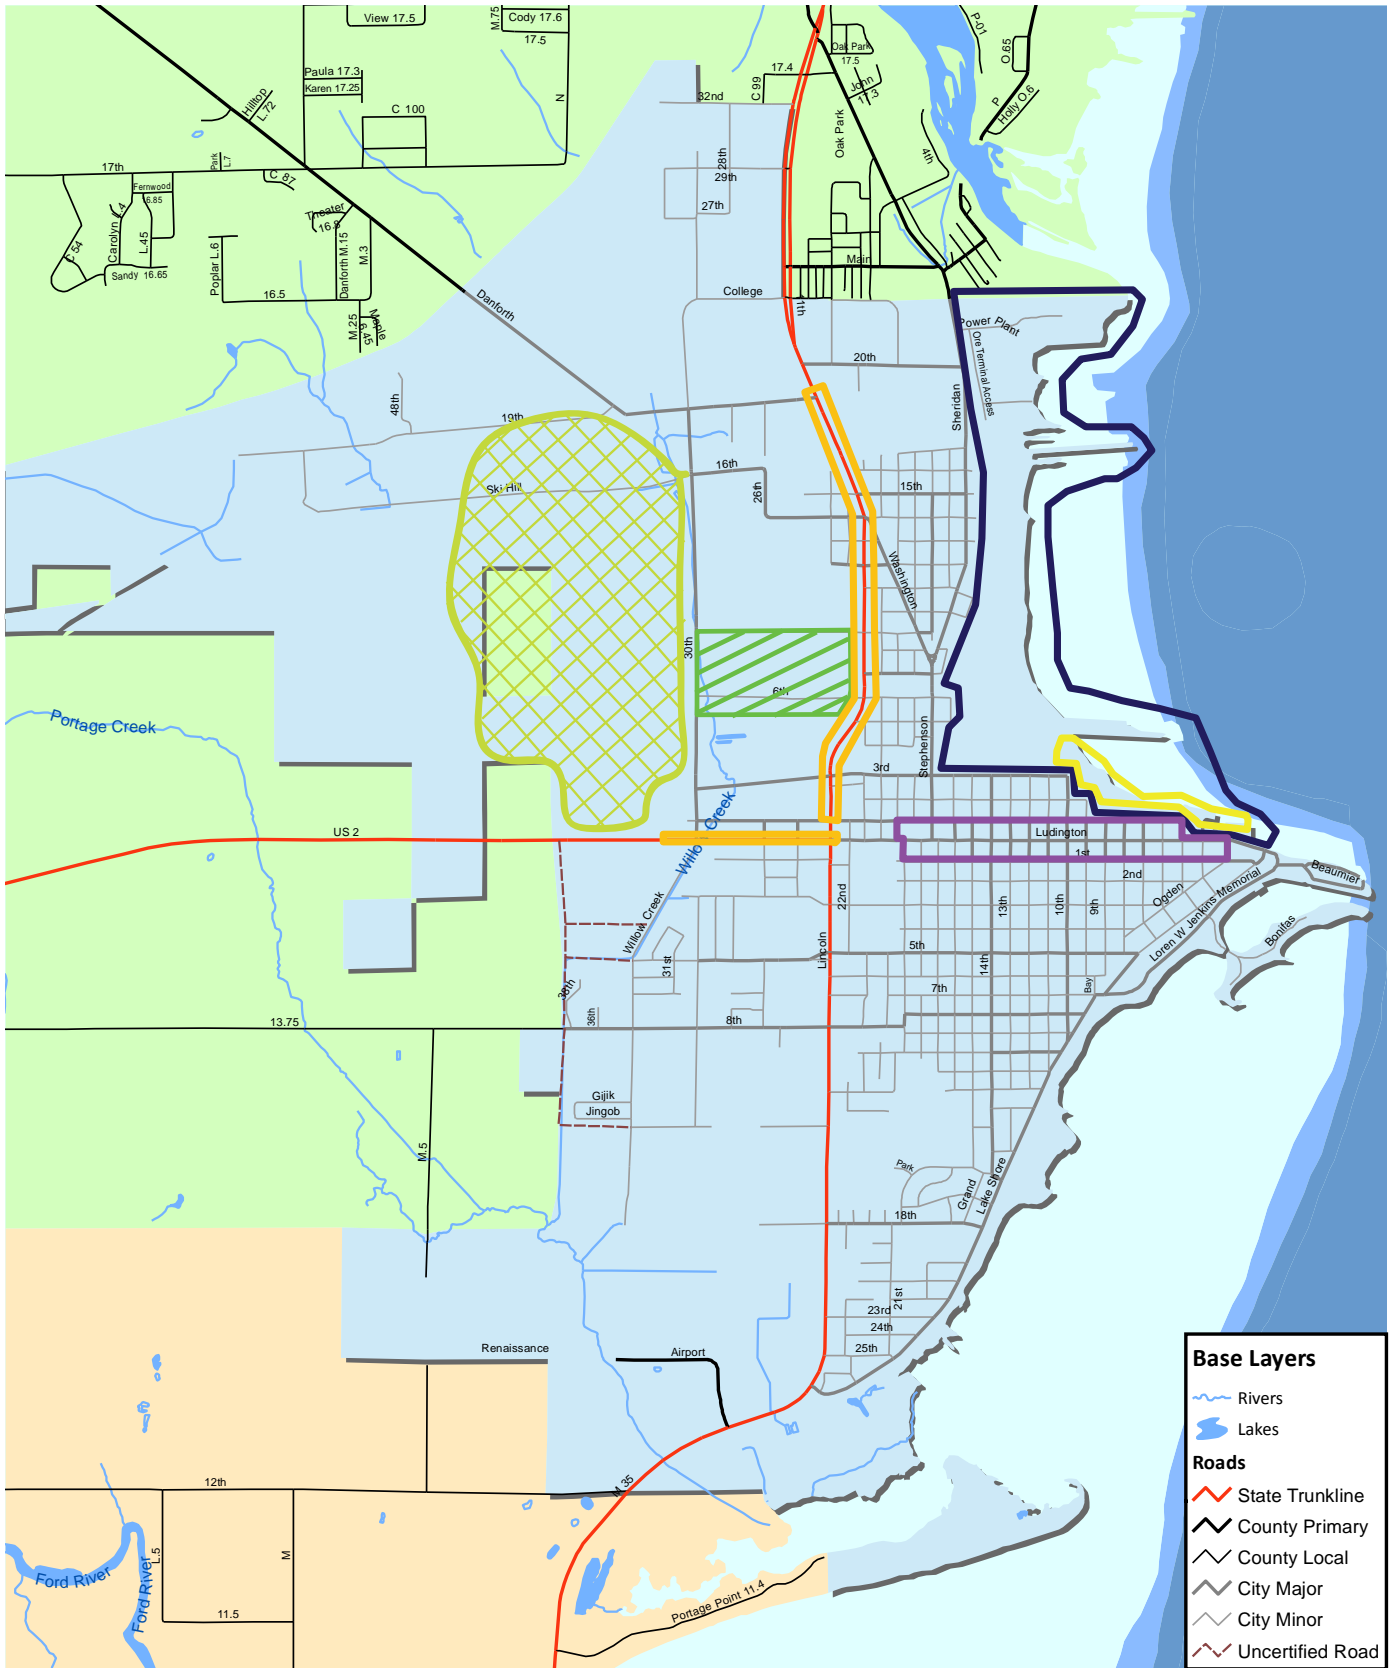 View 17.5
M.75
Cody 17.6
17.5
P-01
O.65
Oak Park
17.5
Paula 17.3
Karen 17.25
N
17.4
C 99
John
17.3
Hilltop
L.72
C 100
32nd
P
Holly O.6
Oak Park
4th
17th
Park
L.7
C 87
28th
29th
Fernwood
6.85
Theater
16.8
27th
C 54
Carolyn L.4
L.45
Sandy 16.65
Poplar L.6
Danforth M.15
M.3
Main
16.5
College
11th
Danforth
M.25
Maple
6.45
Power Plant
Ore Terminal Access
20th
Sheridan
48th
19th
16th
26th
15th
Ski Hill
Washington
30th
6th
Portage Creek
Stephenson
3rd
US 2
Willo Creek
Ludington
1st
2nd
Beaumier
Ogden
Loren W Jenkins Memorial
22nd
13th
10th
9th
Bonifas
Willow Creek
Lincoln
5th
31st
14th
38th
7th
Bay
36th
13.75
8th
Gijik
Jingob
M.5
Park
Grand
Lake Shore
18th
21st
23rd
24th
25th
Renaissance
Airport
12th
M 35
Ford River
L.5
Ford River
M
11.5
Portage Point 11.4
Base Layers
Rivers
Lakes
Roads
State Trunkline
County Primary
County Local
City Major
City Minor
Uncertified Road